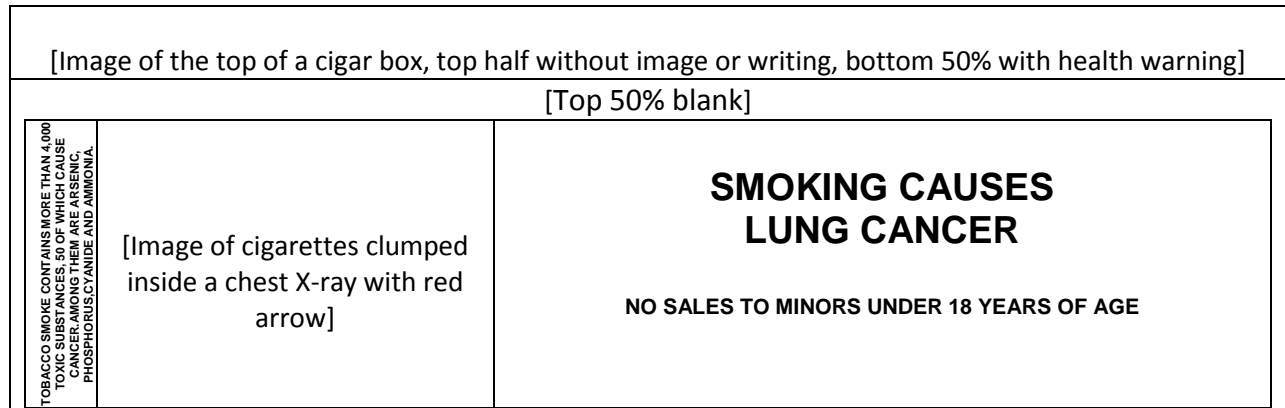 [Image of the top of a cigar box, top half without image or writing, bottom 50% with health warning]
[Top 50% blank]
TOBACCO SMOKE CONTAINS MORE THAN 4,000
TOXIC SUBSTANCES, 50 OF WHICH CAUSE
CANCER.AMONG THEM ARE ARSENIC,
PHOSPHORUS,CYANIDE AND AMMONIA.
[Image of cigarettes clumped
inside a chest X-ray with red
arrow]
SMOKING CAUSES
LUNG CANCER
NO SALES TO MINORS UNDER 18 YEARS OF AGE